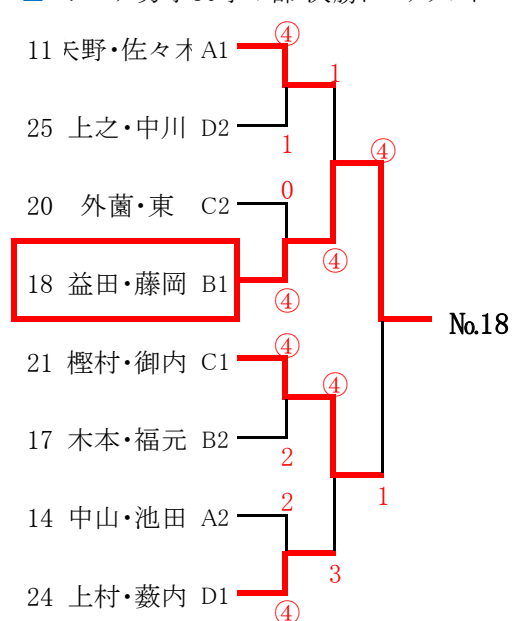 ④
11 天野・佐々木 A1
1
25 上之・中川 D2
1
④
0
20 外薗・東 C2
④
18 益田・藤岡 B1
④
№18
④
21 樫村・御内 C1
④
17 木本・福元 B2
2
2
1
14 中山・池田 A2
3
24 上村・薮内 D1
④